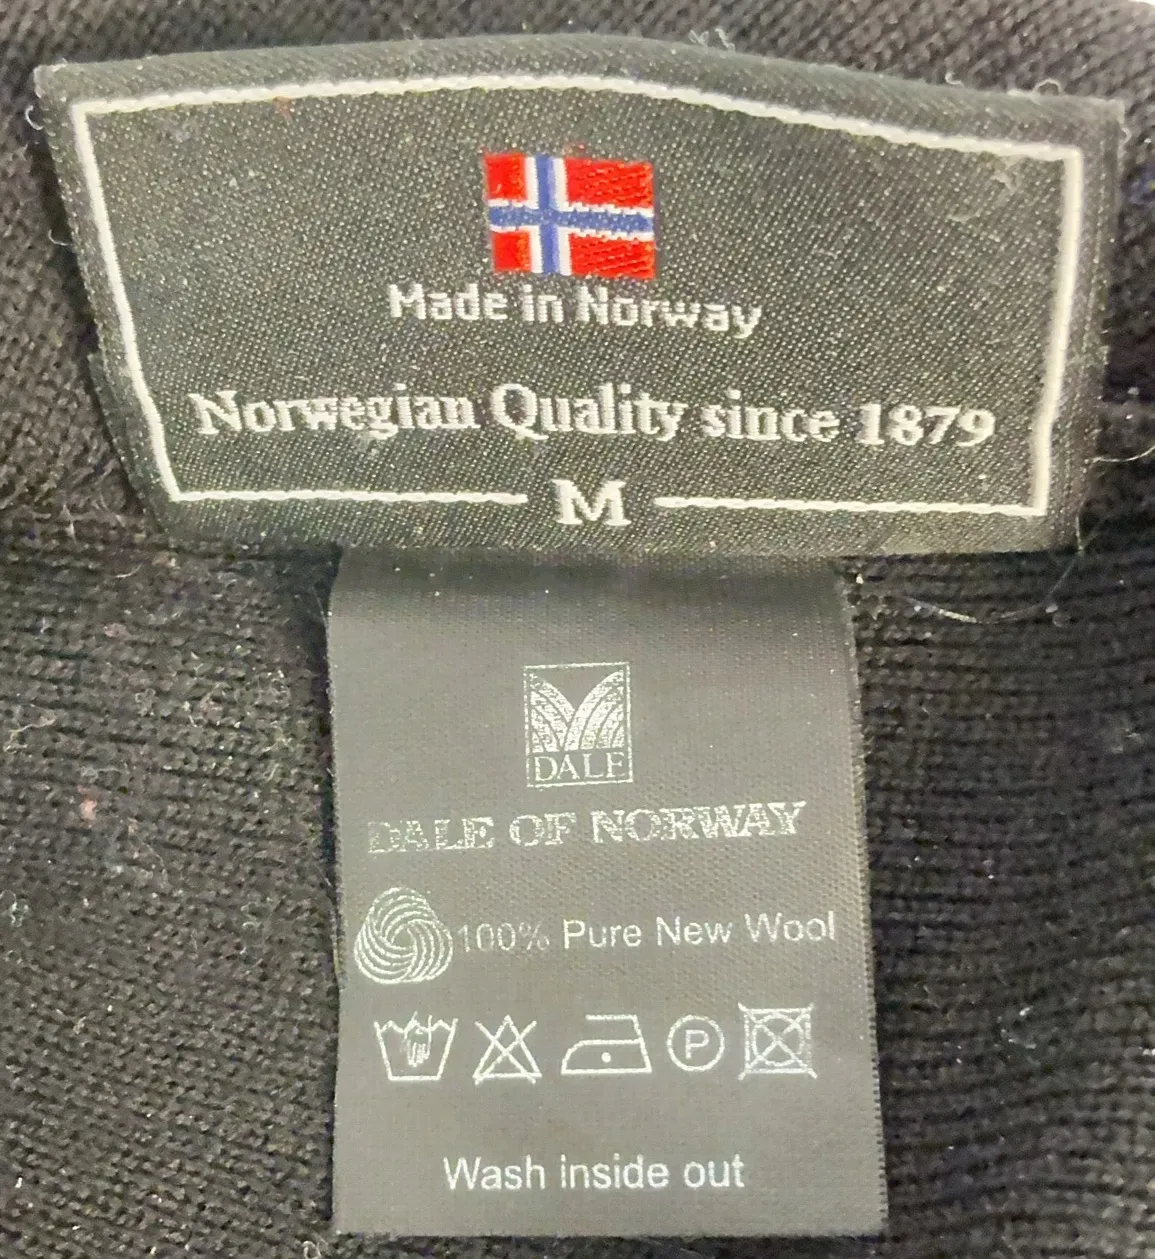 Made in Norway
Norwegian Quality since 1879
M
DALE
DALE OF NORWAY
100% Pure New Wool
P
Wash inside out